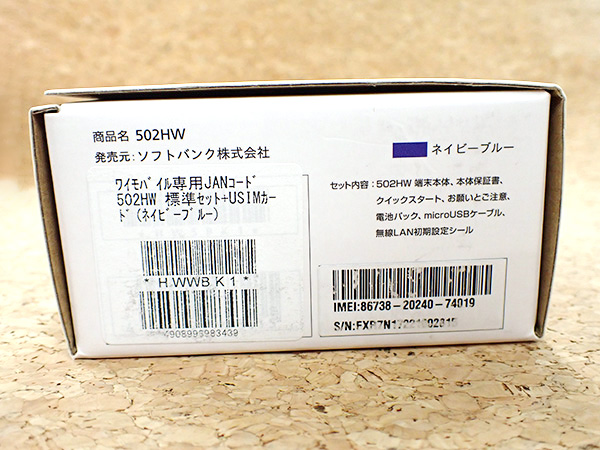 商品名 502HW
発売元:ソフトバンク株式会社
ワイモバイル専用JANコード
502HW 標準セット+USIMカー
ド(ネイビーブルー)
* H WWB K 1 *
ネイビーブルー
セット内容:502HW 端末本体、本体保証書、
クイックスタート、お願いとご注意、
電池パック、microUSBケーブル、
無線LAN初期設定シール
IMEI:86738-20240-74019